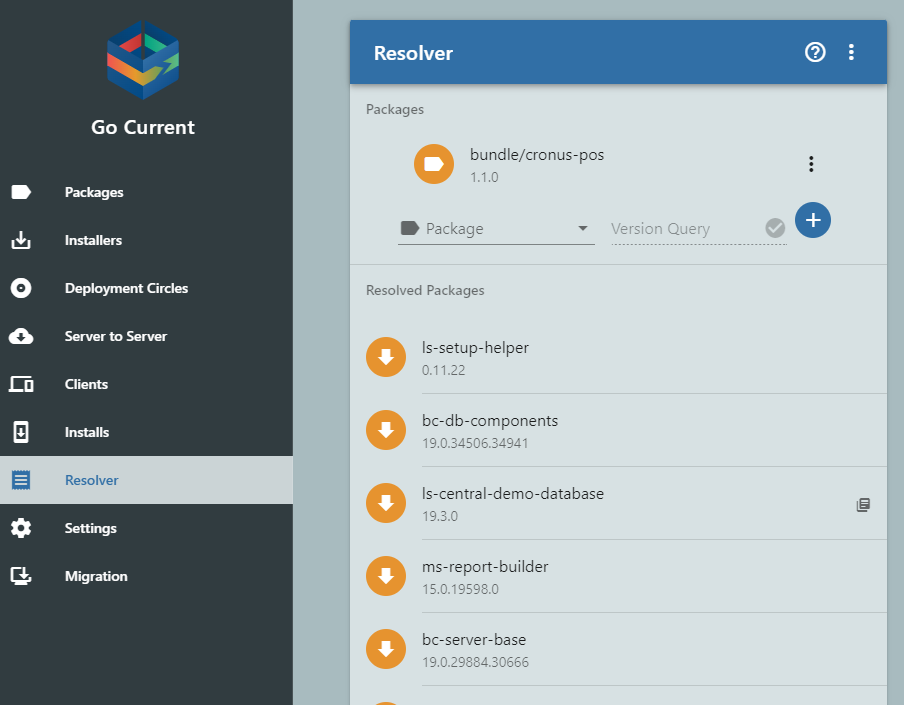 Go Current
Packages
Installers
Deployment Circles
Server to Server
Clients
Installs
Resolver
Settings
Migration
Resolver
Packages
bundle/cronus-pos
1.1.0
Package
Version Query
Resolved Packages
ls-setup-helper
0.11.22
bc-db-components
19.0.34506.34941
ls-central-demo-database
19.3.0
ms-report-builder
15.0.19598.0
bc-server-base
19.0.29884.30666